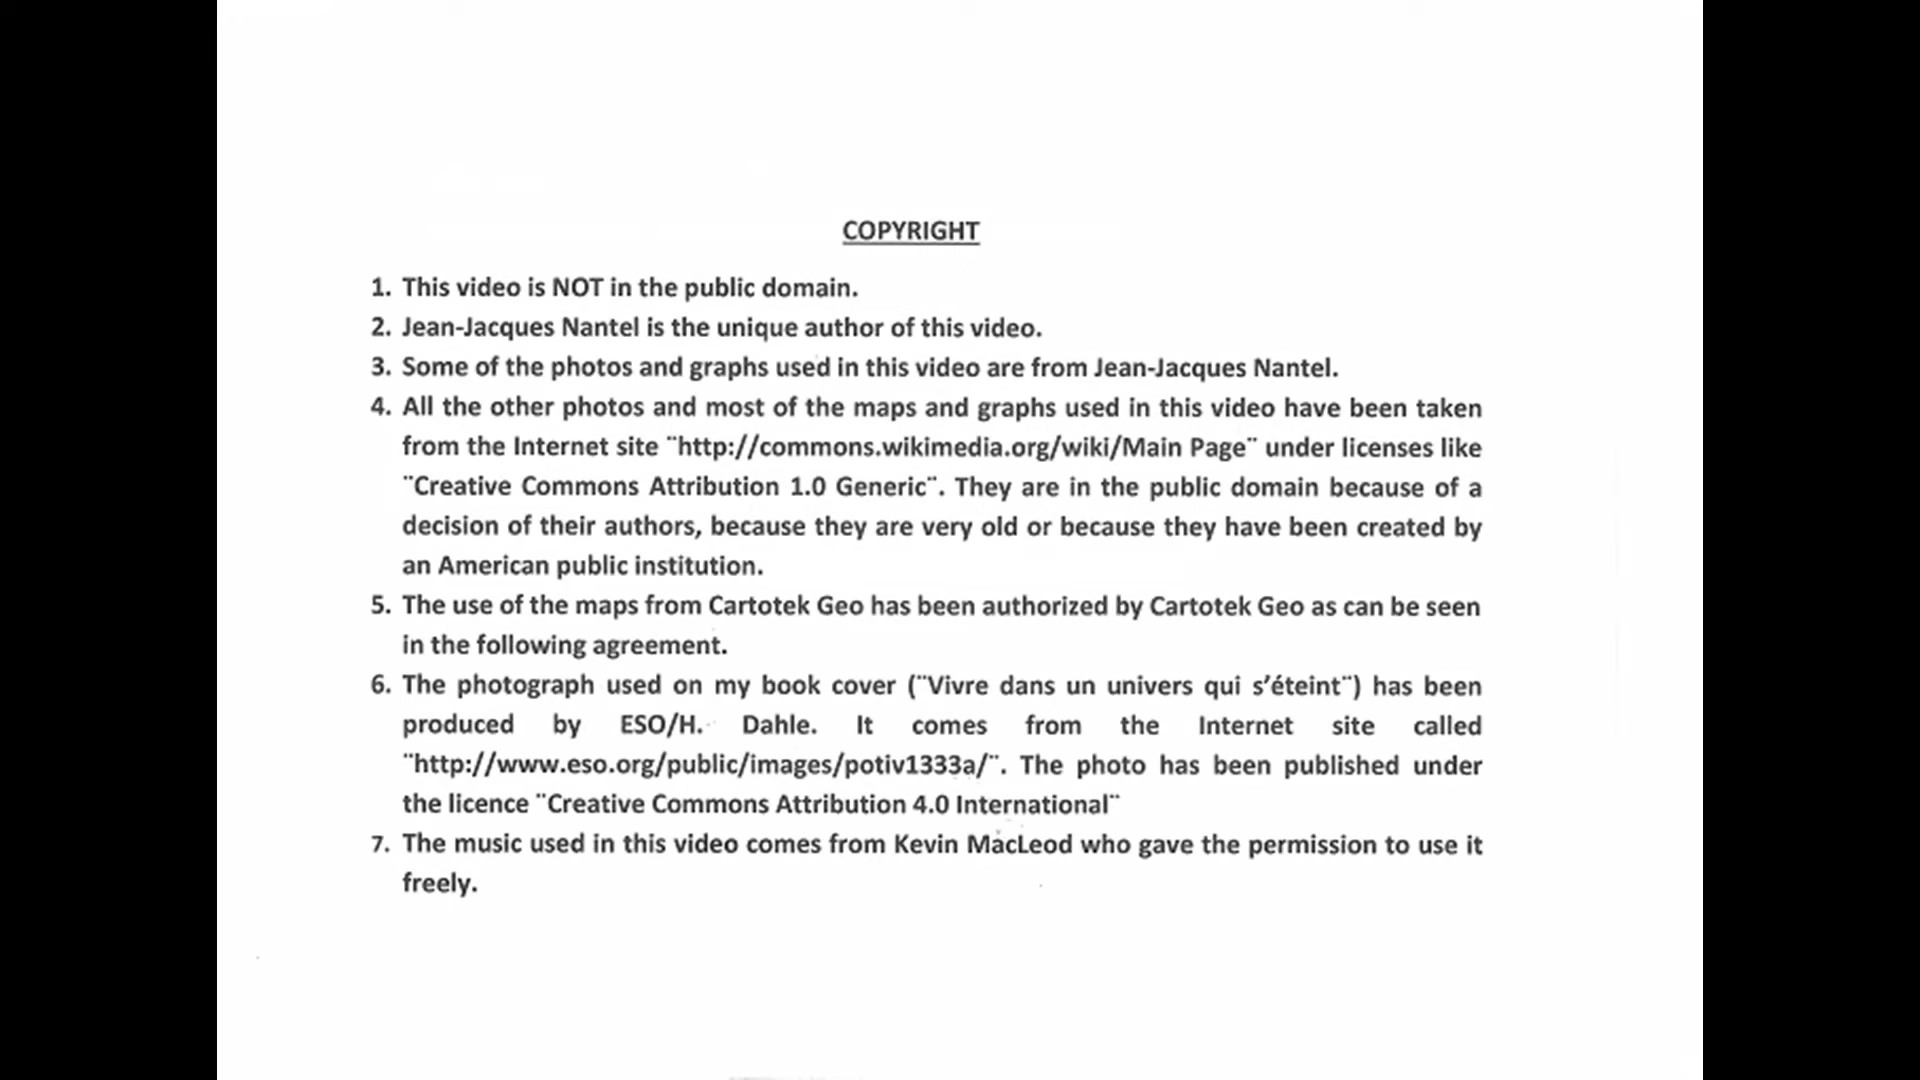 COPYRIGHT
1. This video is NOT in the public domain.
2. Jean-Jacques Nantel is the unique author of this video.
3. Some of the photos and graphs used in this video are from Jean-Jacques Nantel.
4. All the other photos and most of the maps and graphs used in this video have been taken
from the Internet site ¨http://commons.wikimedia.org/wiki/Main Page¨ under licenses like
¨Creative Commons Attribution 1.0 Generic¨. They are in the public domain because of a
decision of their authors, because they are very old or because they have been created by
an American public institution.
5. The use of the maps from Cartotek Geo has been authorized by Cartotek Geo as can be seen
in the following agreement.
6. The photograph used on my book cover (¨Vivre dans un univers qui s’éteint¨) has been
produced by ESO/H. Dahle. It comes from the Internet site called
¨http://www.eso.org/public/images/potiv1333a/¨. The photo has been published under
the licence ¨Creative Commons Attribution 4.0 International¨
7. The music used in this video comes from Kevin MacLeod who gave the permission to use it
freely.